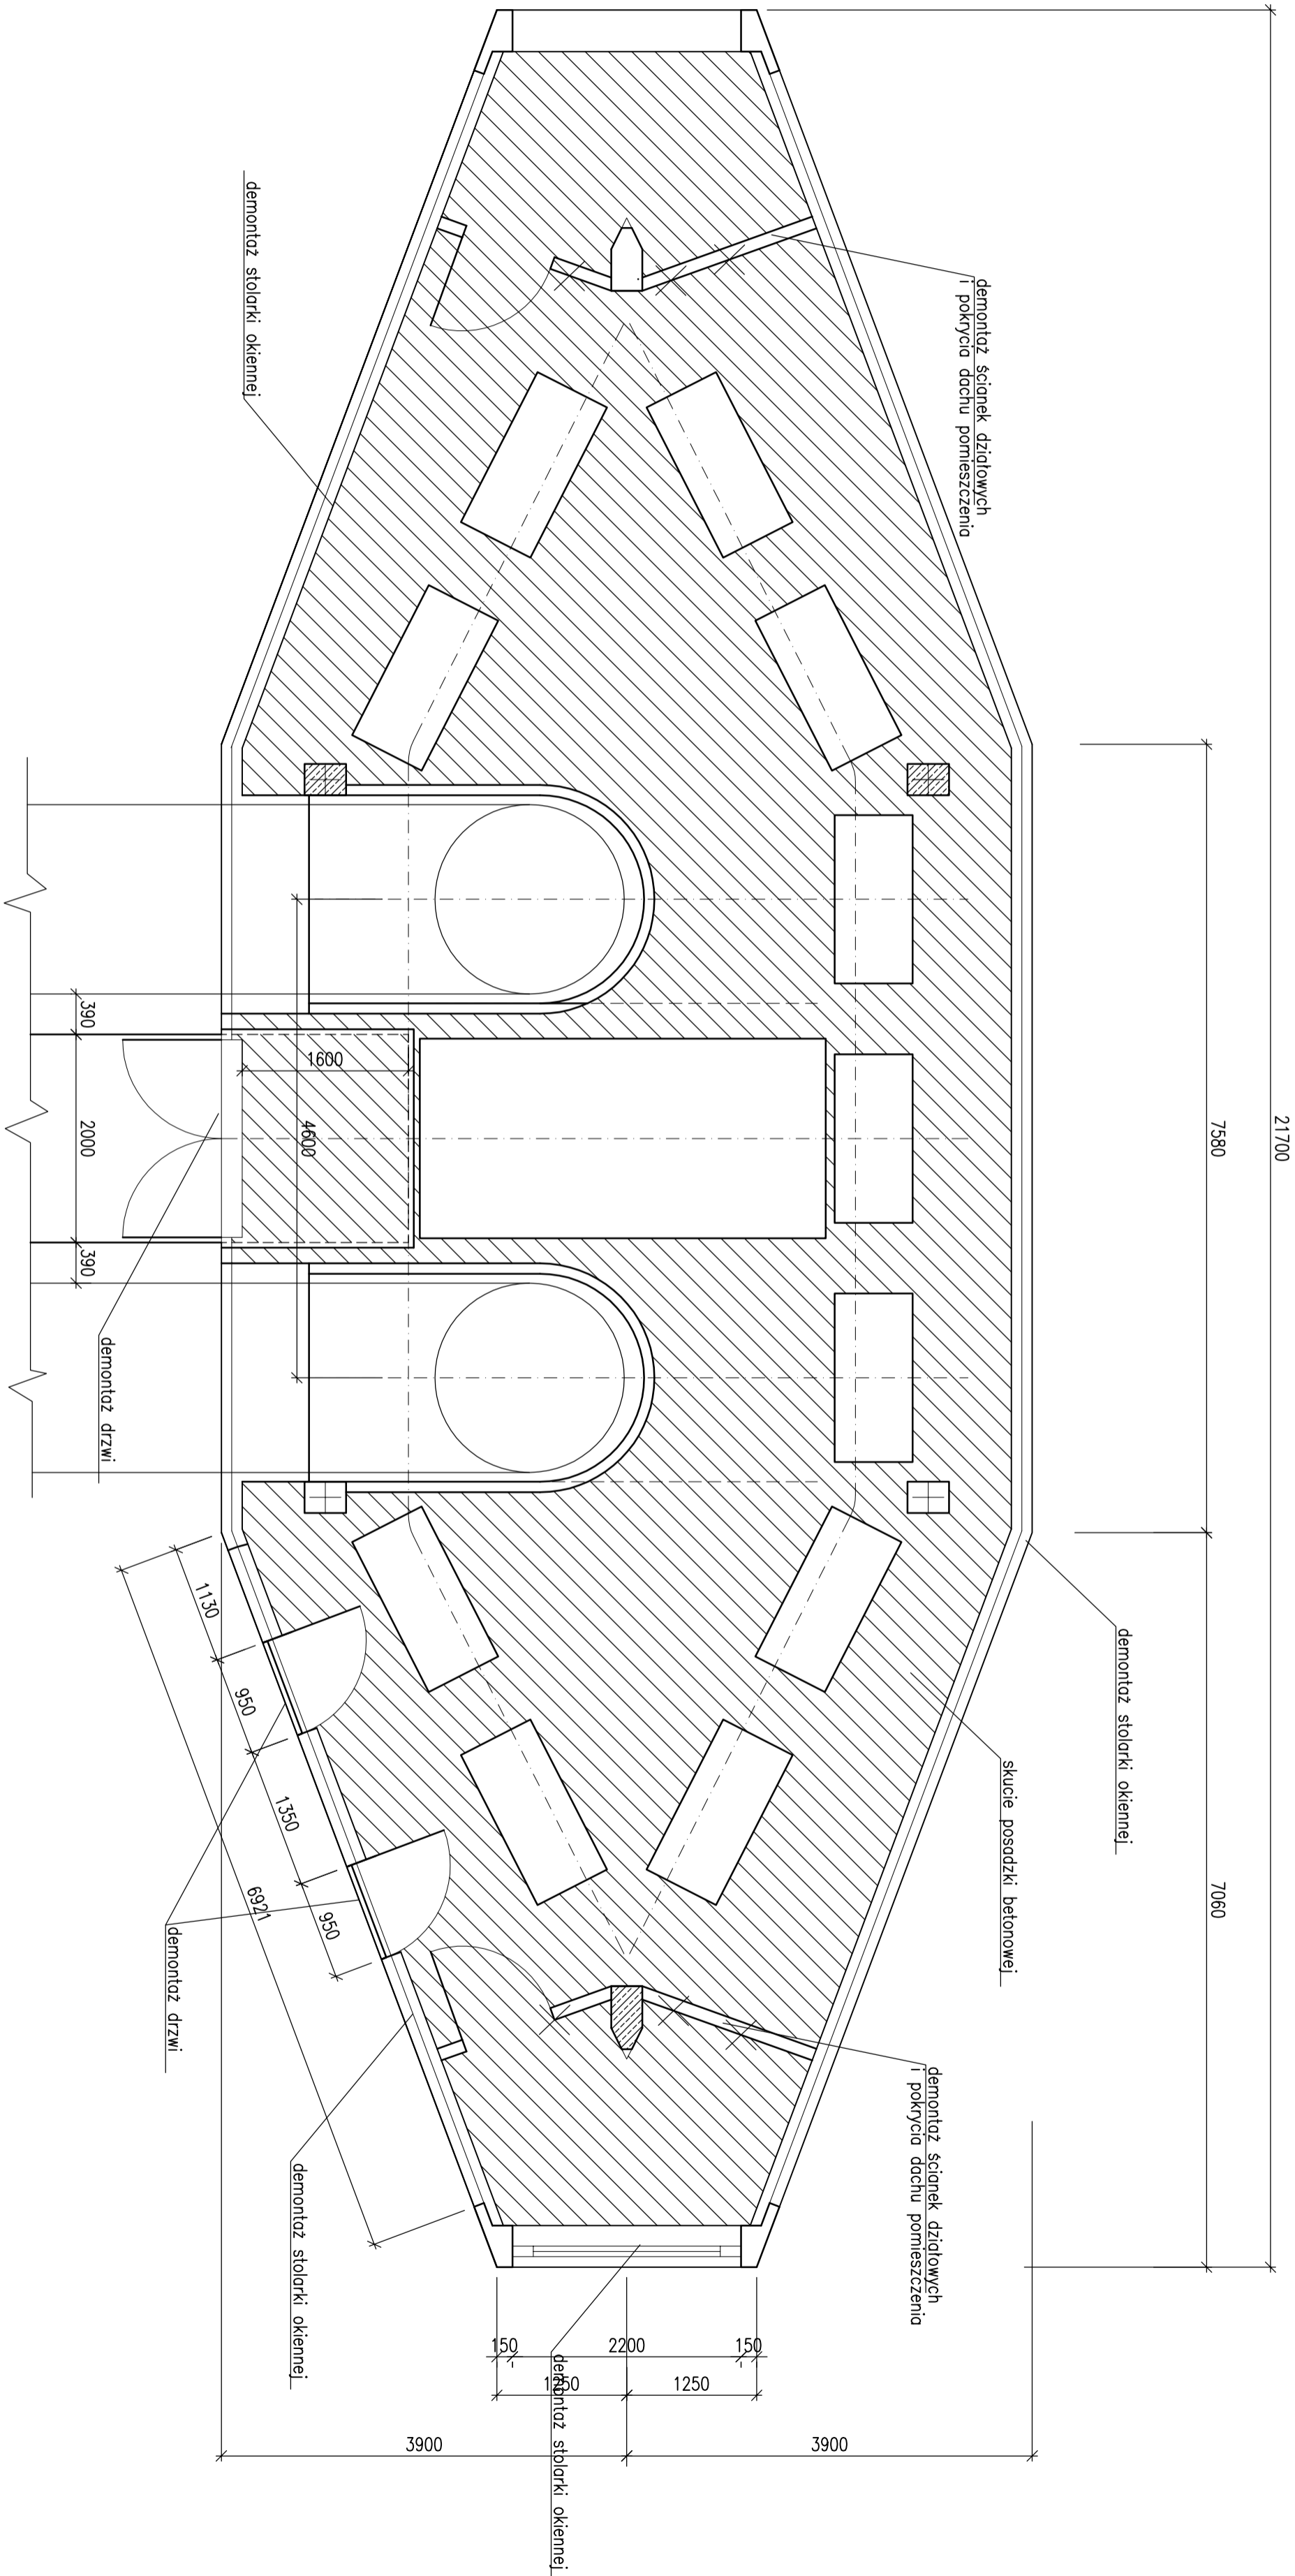 21700
7580
7060
demontaż ścianek działowych
i pokrycia dachu pomieszczenia
demontaż stolarki okiennej
demontaż stolarki okiennej
skucie posadzki betonowej
390
2000
390
1600
4600
demontaż drzwi
1130
950
1350
950
6921
demontaż drzwi
demontaż stolarki okiennej
demontaż ścianek działowych
i pokrycia dachu pomieszczenia
150
2200
150
1250
1250
demontaż stolarki okiennej
3900
3900